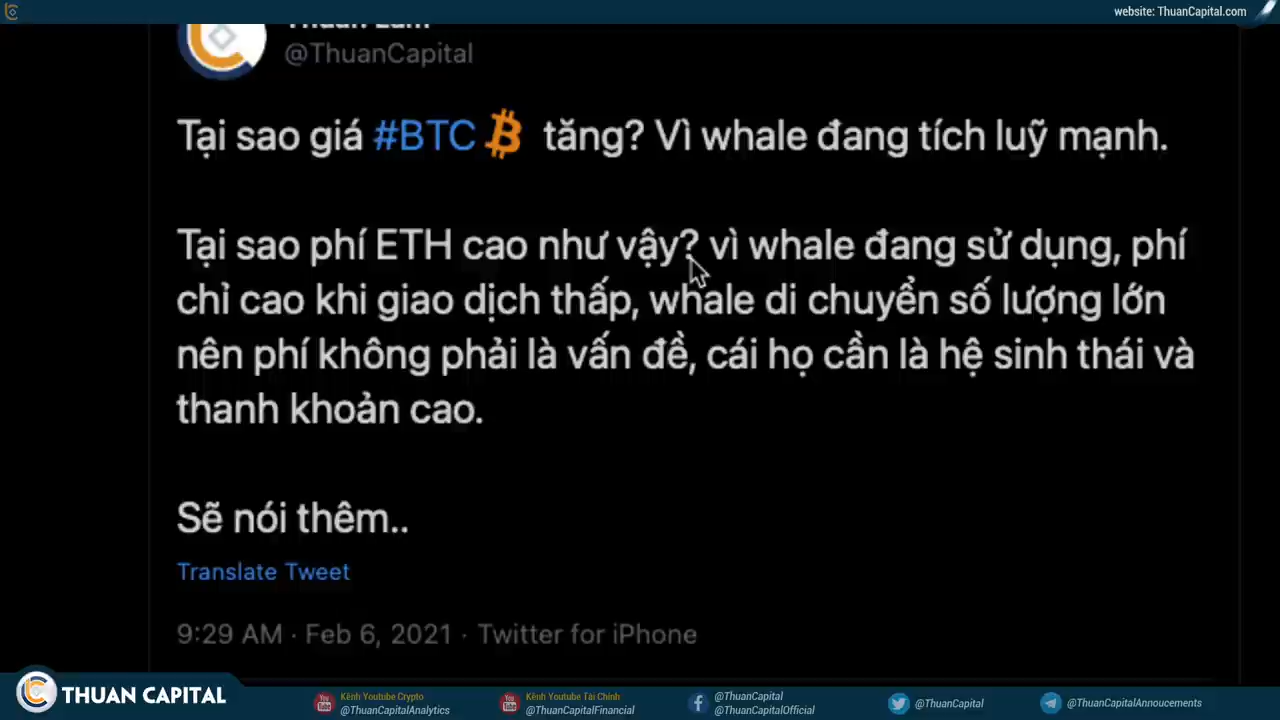 website: ThuanCapital.com
Thuan Lam
@ThuanCapital
Tại sao giá #BTC tăng? Vì whale đang tích luỹ mạnh.
Tại sao phí ETH cao như vậy? vì whale đang sử dụng, phí
chỉ cao khi giao dịch thấp, whale di chuyển số lượng lớn
nên phí không phải là vấn đề, cái họ cần là hệ sinh thái và
thanh khoản cao.
Sẽ nói thêm..
Translate Tweet
9:29 AM · Feb 6, 2021 · Twitter for iPhone
THUAN CAPITAL
Kênh Youtube Crypto
@ThuanCapitalAnalytics
Kênh Youtube Tài Chính
@ThuanCapitalFinancial
@ThuanCapital
@ThuanCapitalOfficial
@ThuanCapital
@ThuanCapitalAnnoucements